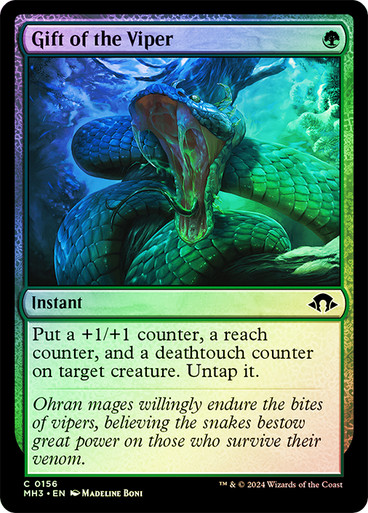 Gift of the Viper
Instant
Put a +1/+1 counter, a reach
counter, and a deathtouch counter
on target creature. Untap it.
Ohran mages willingly endure the bites
of vipers, believing the snakes bestow
great power on those who survive their
venom.
C 0156
MH3 • EN Madeline Boni
™ & © 2024 Wizards of the Coast